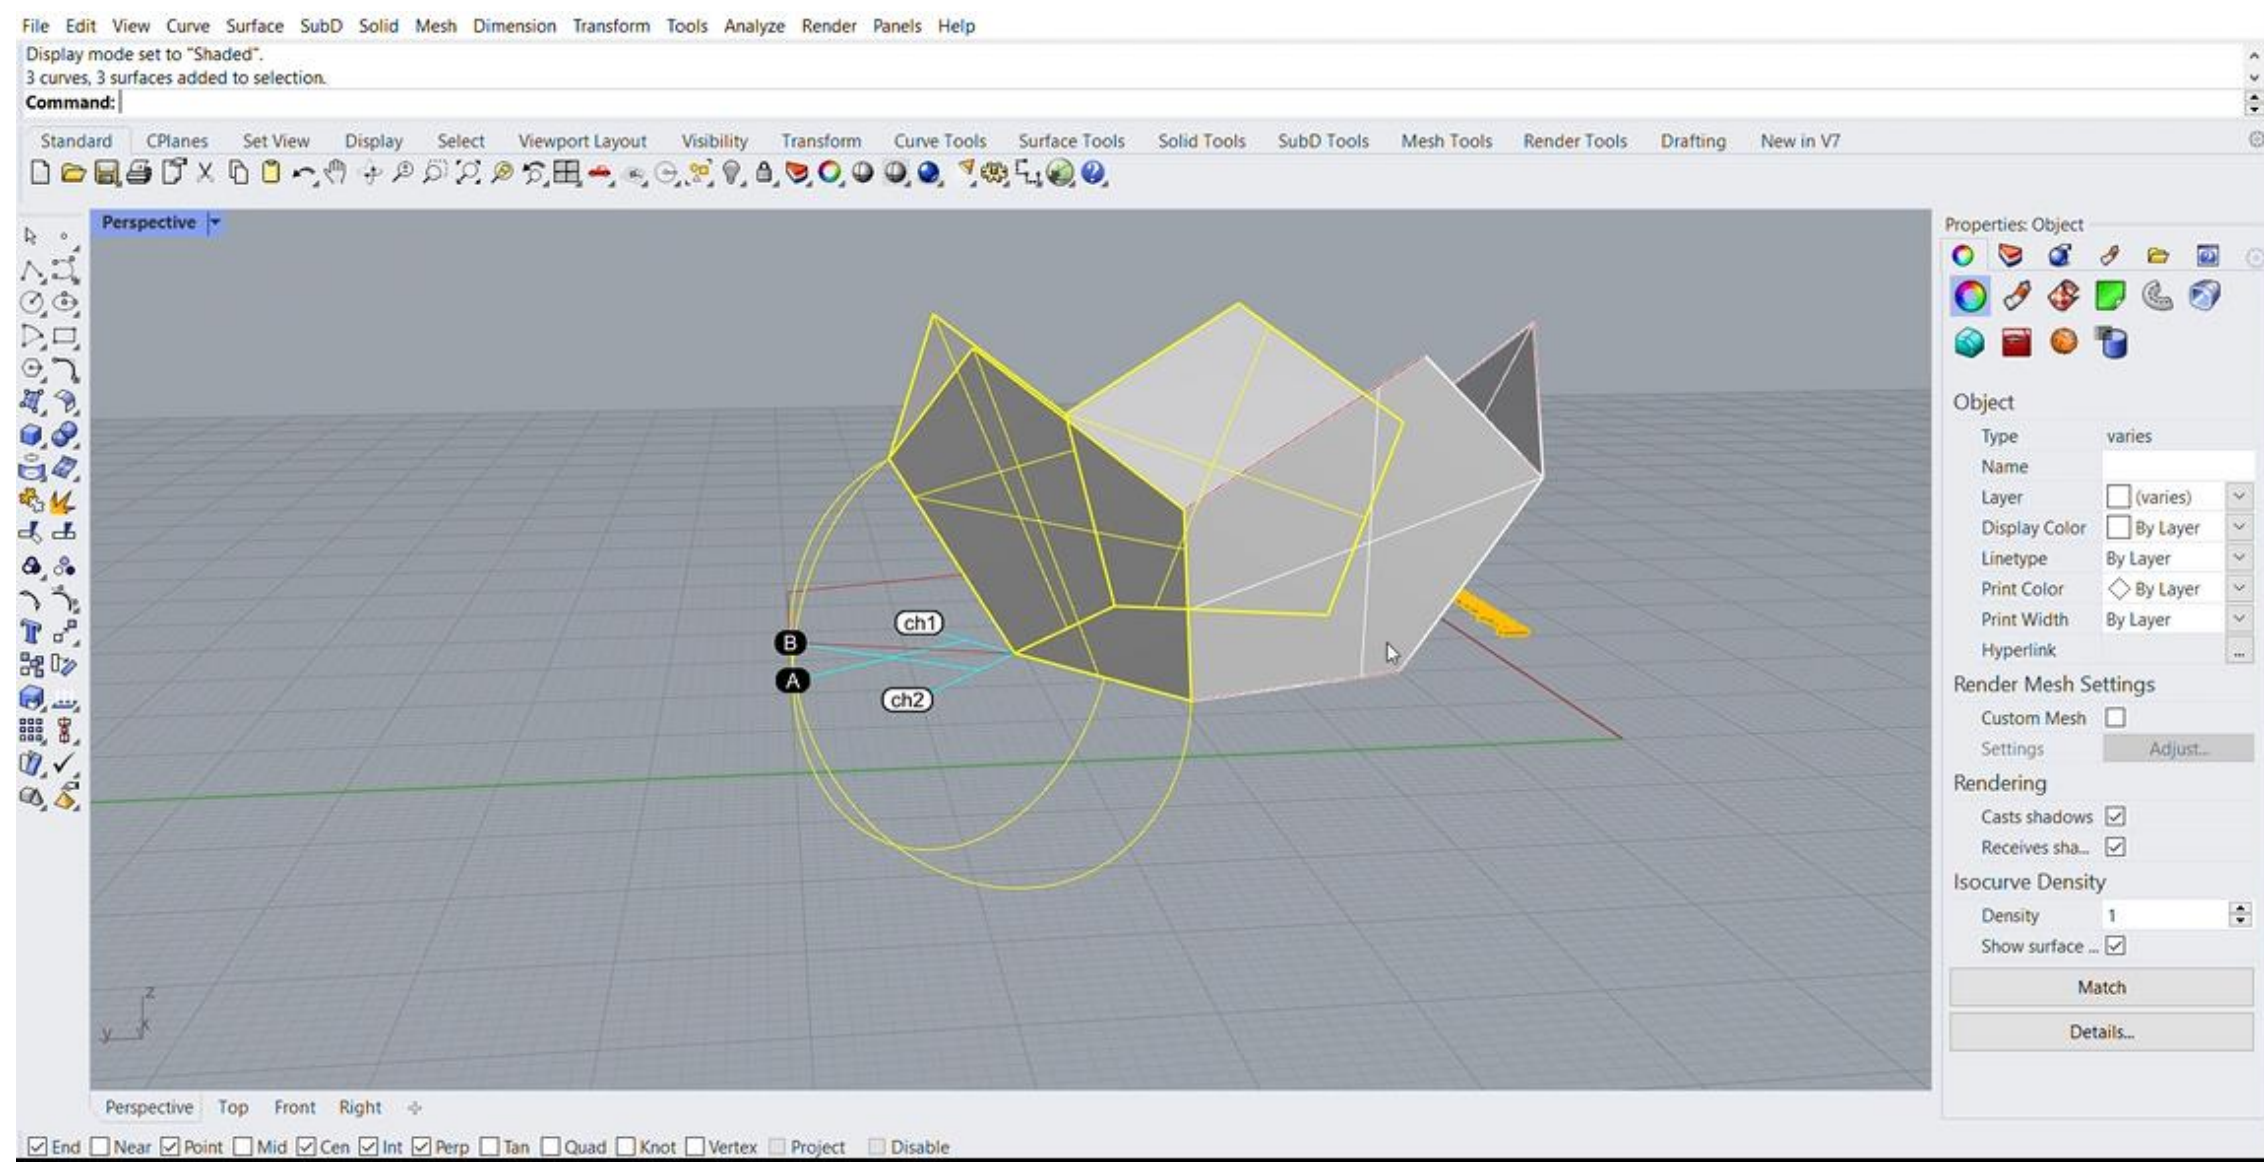 File Edit View Curve Surface SubD Solid Mesh Dimension Transform Tools Analyze Render Panels Help
Display mode set to "Shaded".
3 curves, 3 surfaces added to selection.
Command:
Standard CPlanes Set View Display Select Viewport Layout Visibility Transform Curve Tools Surface Tools Solid Tools SubD Tools Mesh Tools Render Tools Drafting New in V7
Perspective
Properties: Object
Object
Type varies
Name
Layer (varies)
Display Color By Layer
Linetype By Layer
Print Color By Layer
Print Width By Layer
Hyperlink ...
Render Mesh Settings
Custom Mesh
Settings Adjust...
Rendering
Casts shadows
Receives sha...
Isocurve Density
Density 1
Show surface ...
Match
Details...
ch1
B
A
ch2
z
y x
Perspective Top Front Right
End Near Point Mid Cen Int Perp Tan Quad Knot Vertex Project Disable